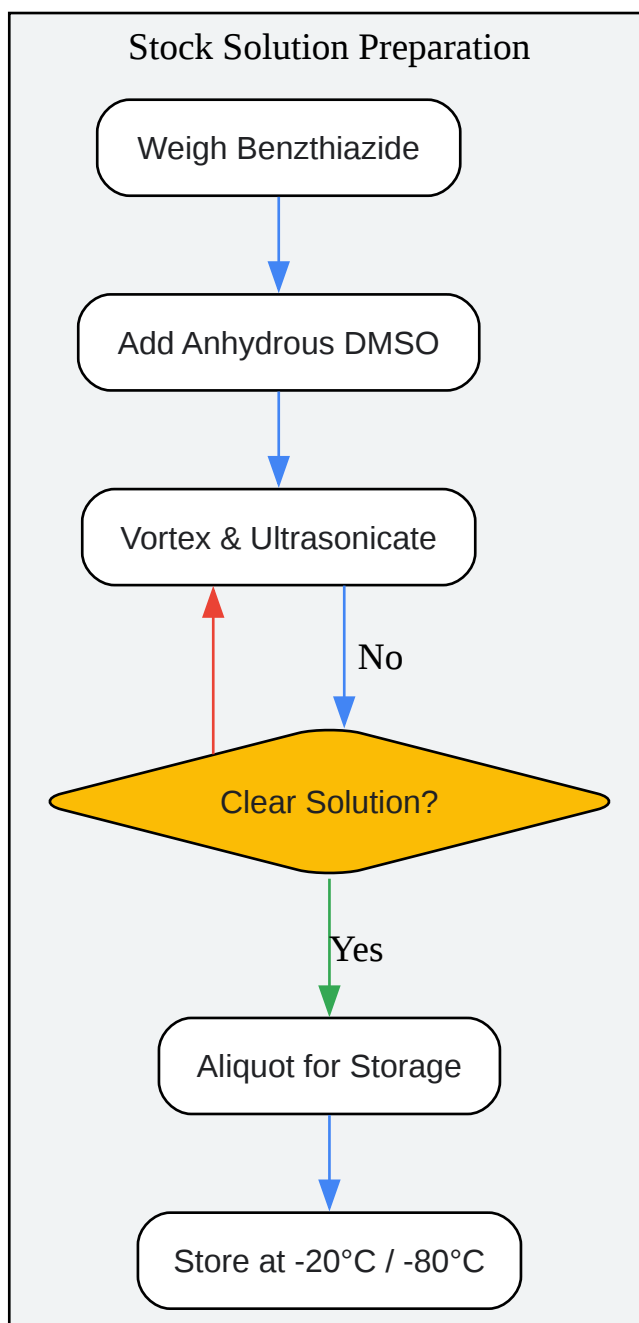 Stock Solution Preparation
Weigh Benzthiazide
Add Anhydrous DMSO
Vortex & Ultrasonicate
No
Clear Solution?
Yes
Aliquot for Storage
Store at -20°C / -80°C